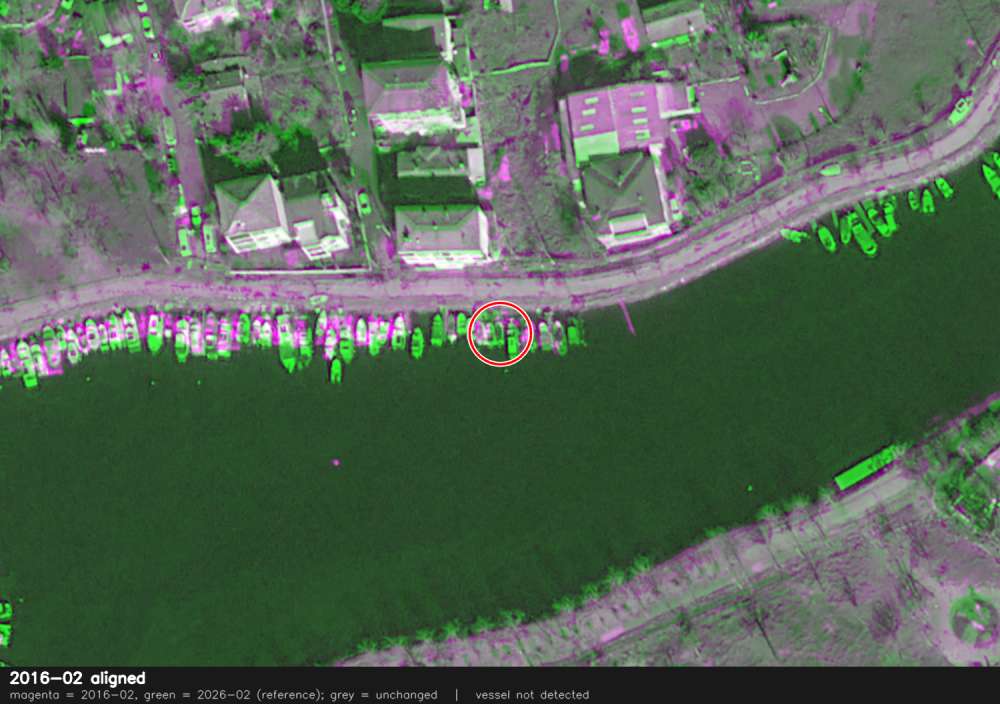 2016-02 aligned
magenta = 2016-02, green = 2026-02 (reference); grey = unchanged | vessel not detected